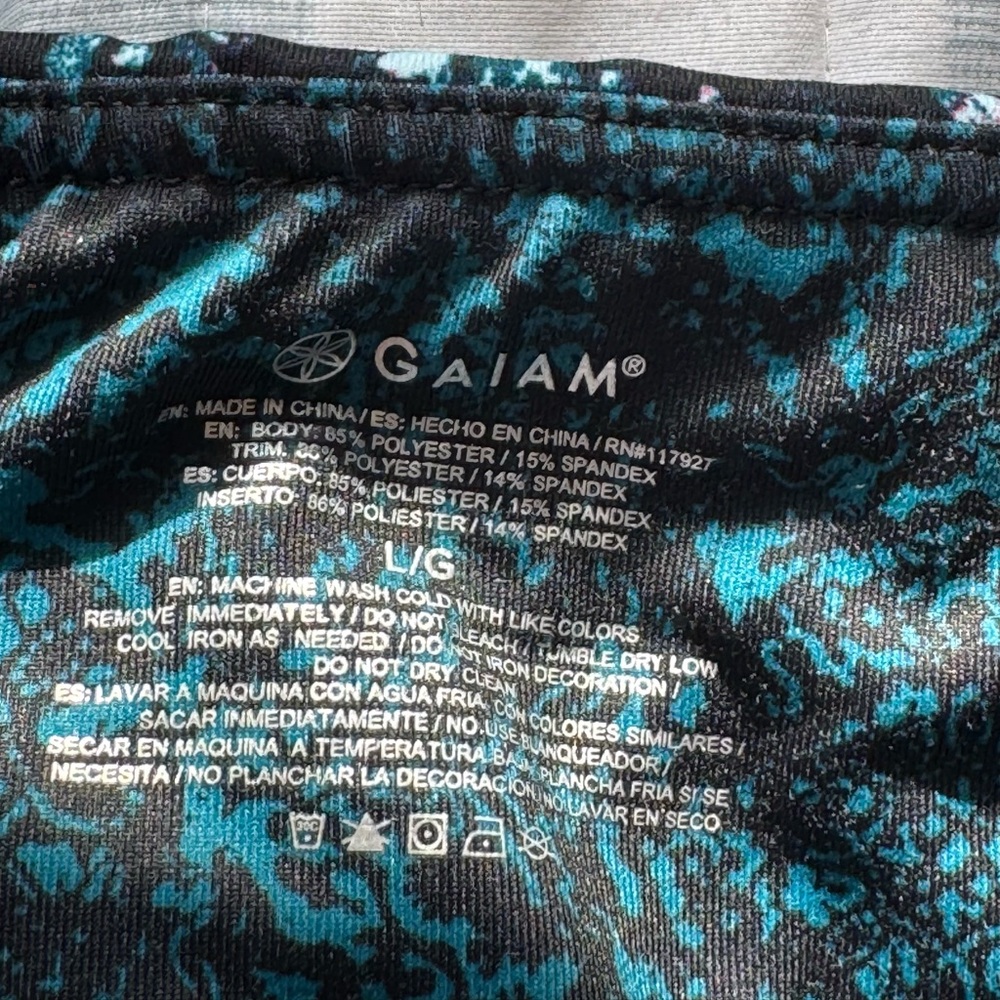 GAIAM®
EN: MADE IN CHINA / ES: HECHO EN CHINA / RN#117927
EN: BODY: 85% POLYESTER / 15% SPANDEX
TRIM: 86% POLYESTER / 14% SPANDEX
ES: CUERPO: 85% POLIESTER / 15% SPANDEX
INSERTO: 86% POLIESTER / 14% SPANDEX
L/G
EN: MACHINE WASH COLD WITH LIKE COLORS
REMOVE IMMEDIATELY / DO NOT BLEACH / TUMBLE DRY LOW
COOL IRON AS NEEDED / DO NOT IRON DECORATION /
DO NOT DRY CLEAN
ES: LAVAR A MAQUINA CON AGUA FRIA, CON COLORES SIMILARES /
SACAR INMEDIATAMENTE / NO USE BLANQUEADOR /
SECAR EN MAQUINA A TEMPERATURA BAJA PLANCHA FRIA SI SE
NECESITA / NO PLANCHAR LA DECORACION NO LAVAR EN SECO
30C